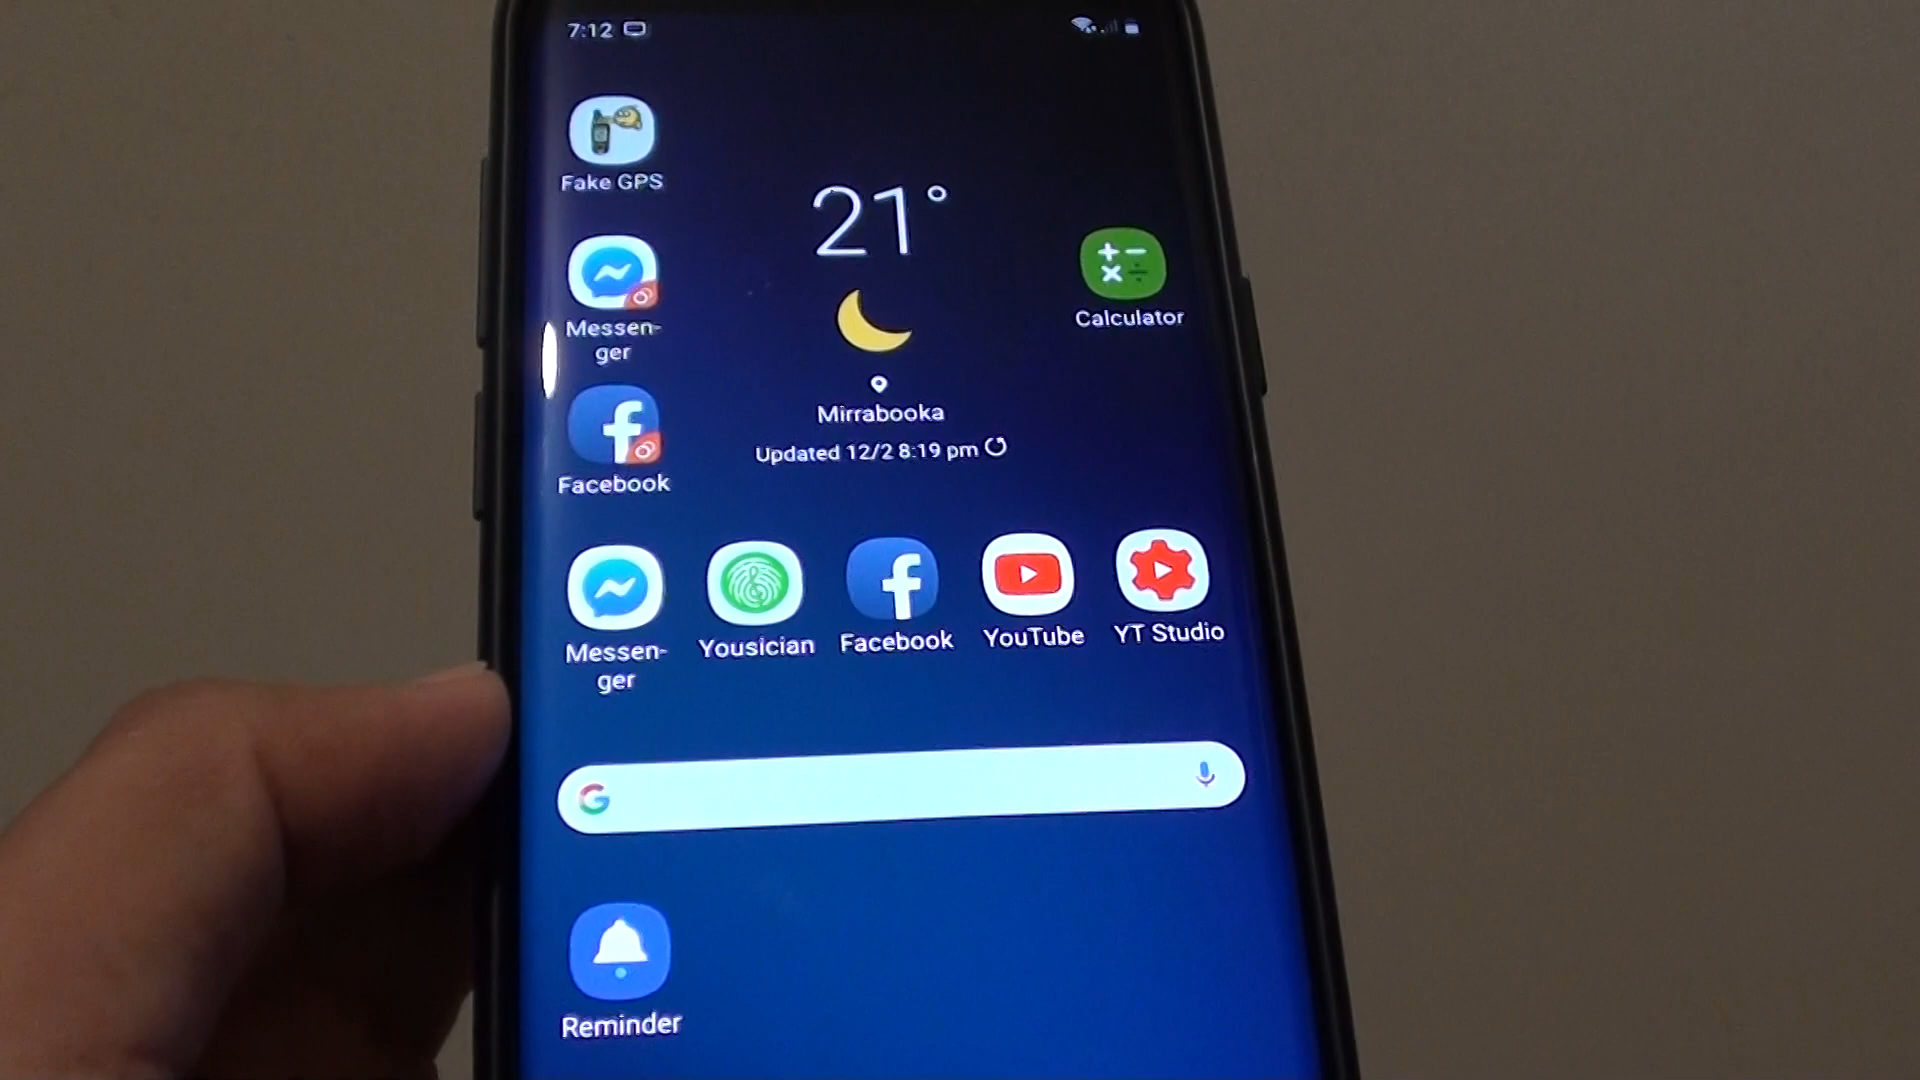 7:12
Fake GPS
21°
Messen-
ger
Calculator
Mirrabooka
Updated 12/2 8:19 pm
Facebook
Messen-
ger
Yousician
Facebook
YouTube
YT Studio
G
Reminder